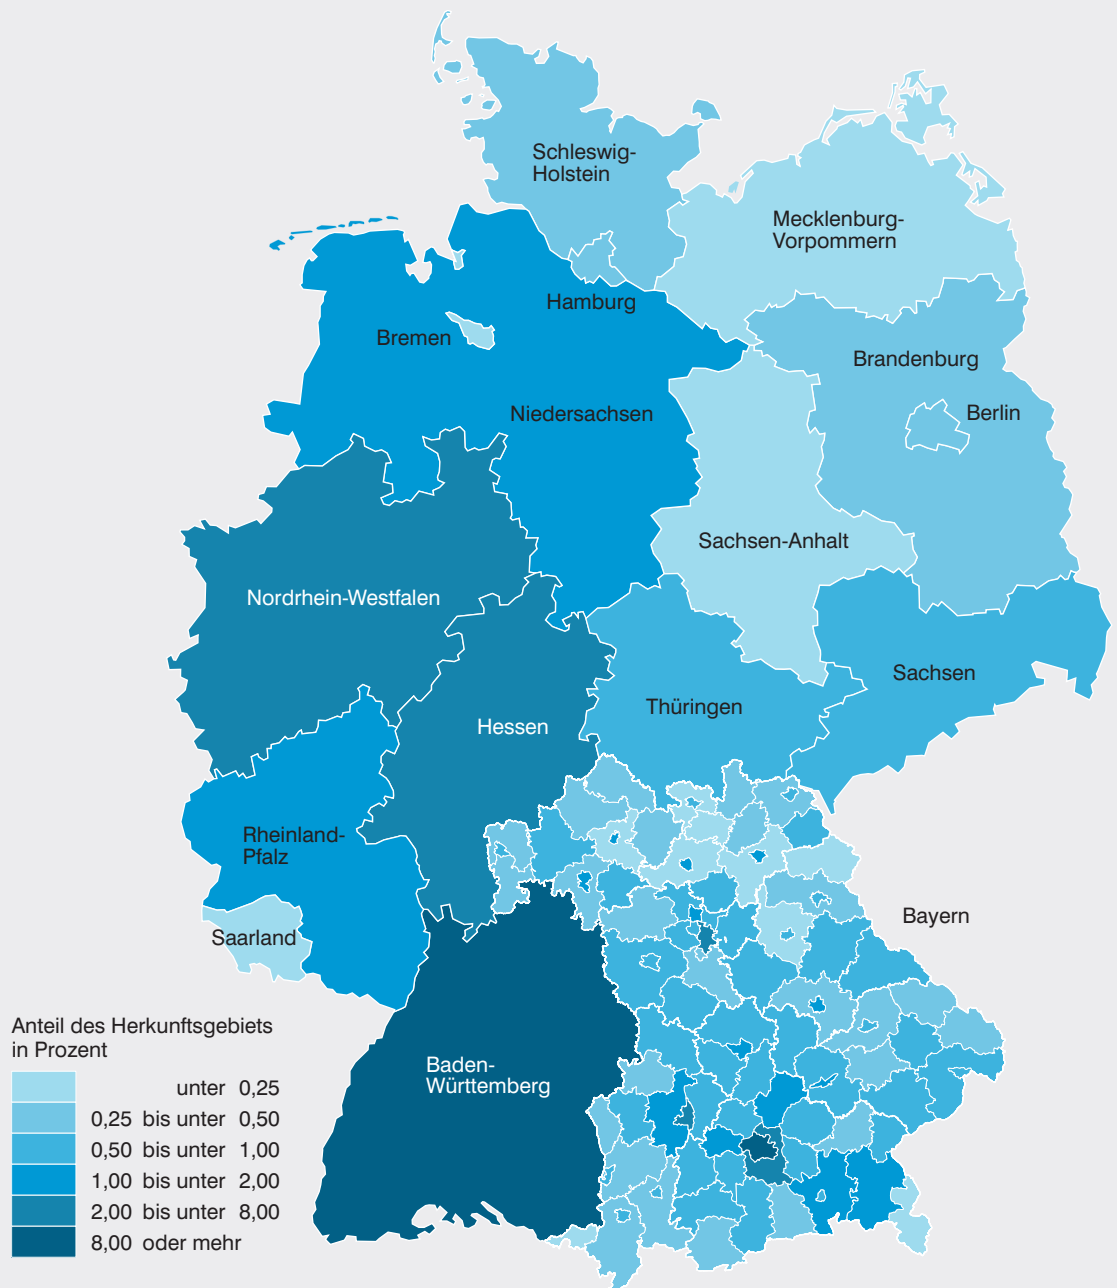 Schleswig-
Holstein
Mecklenburg-
Vorpommern
Hamburg
Bremen
Brandenburg
Berlin
Niedersachsen
Sachsen-Anhalt
Nordrhein-Westfalen
Sachsen
Thüringen
Hessen
Rheinland-
Pfalz
Bayern
Saarland
Baden-
Württemberg
Anteil des Herkunftsgebiets
in Prozent
unter 0,25
0,25 bis unter 0,50
0,50 bis unter 1,00
1,00 bis unter 2,00
2,00 bis unter 8,00
8,00 oder mehr